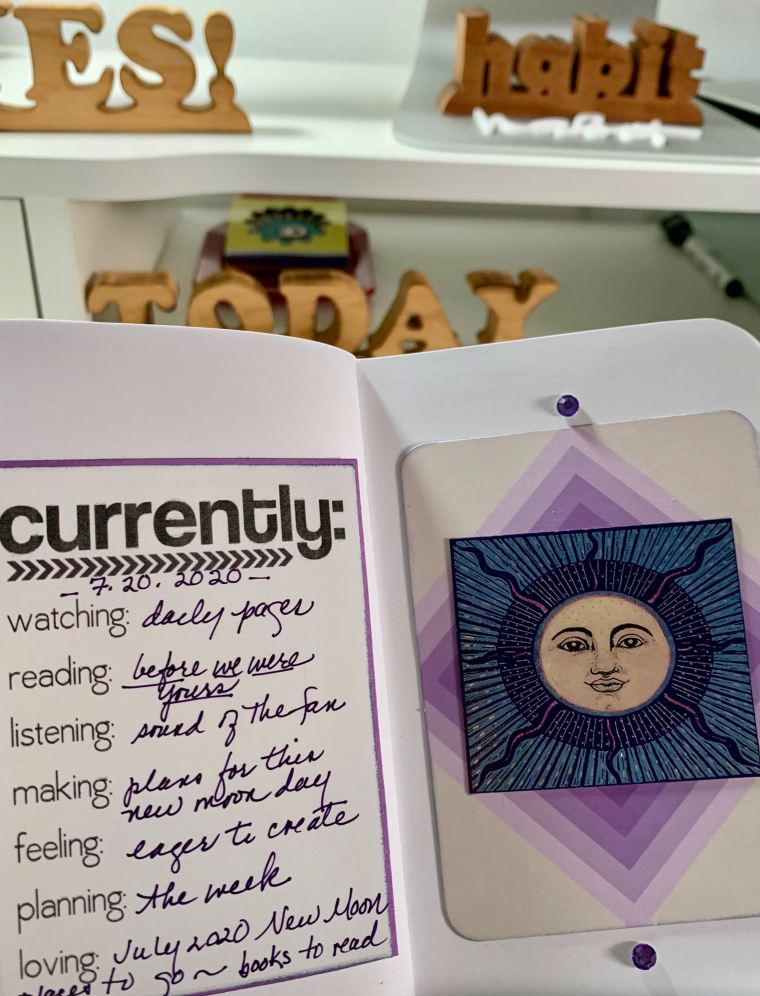 ES!
habit
TODAY
currently:
- 7.20.2020 -
watching: daily pages
reading: before we were
yours
listening: sound of the fan
making: plans for this
new moon day
feeling: eager to create
planning: the week
loving: July 2020 New Moon
places to go ~ books to read